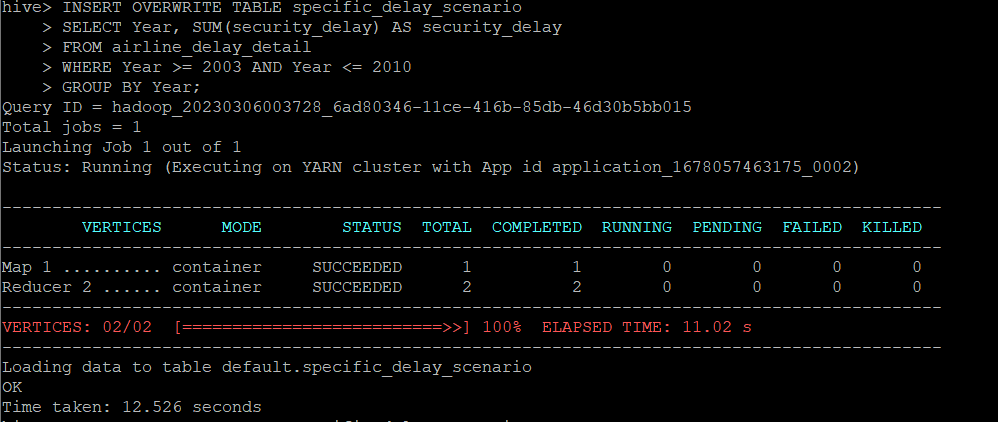 hive> INSERT OVERWRITE TABLE specific_delay_scenario
    > SELECT Year, SUM(security_delay) AS security_delay
    > FROM airline_delay_detail
    > WHERE Year >= 2003 AND Year <= 2010
    > GROUP BY Year;
Query ID = hadoop_20230306003728_6ad80346-11ce-416b-85db-46d30b5bb015
Total jobs = 1
Launching Job 1 out of 1
Status: Running (Executing on YARN cluster with App id application_1678057463175_0002)
----------------------------------------------------------------------------------------------
        VERTICES      MODE        STATUS  TOTAL  COMPLETED  RUNNING  PENDING  FAILED  KILLED
----------------------------------------------------------------------------------------------
Map 1 .......... container     SUCCEEDED      1          1        0        0       0       0
Reducer 2 ...... container     SUCCEEDED      2          2        0        0       0       0
----------------------------------------------------------------------------------------------
VERTICES: 02/02  [==========================>>] 100%  ELAPSED TIME: 11.02 s
----------------------------------------------------------------------------------------------
Loading data to table default.specific_delay_scenario
OK
Time taken: 12.526 seconds